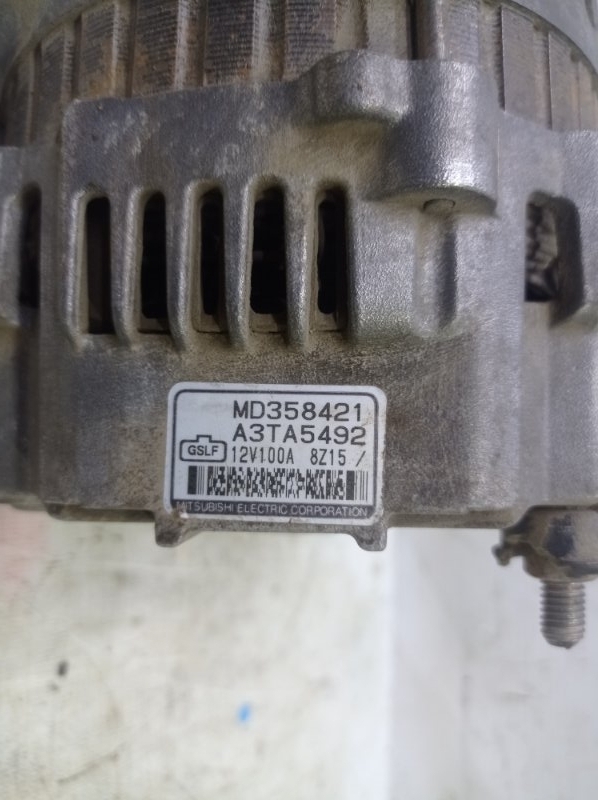 MD358421
A3TA5492
GSLF 12V100A 8Z15 /
MITSUBISHI ELECTRIC CORPORATION